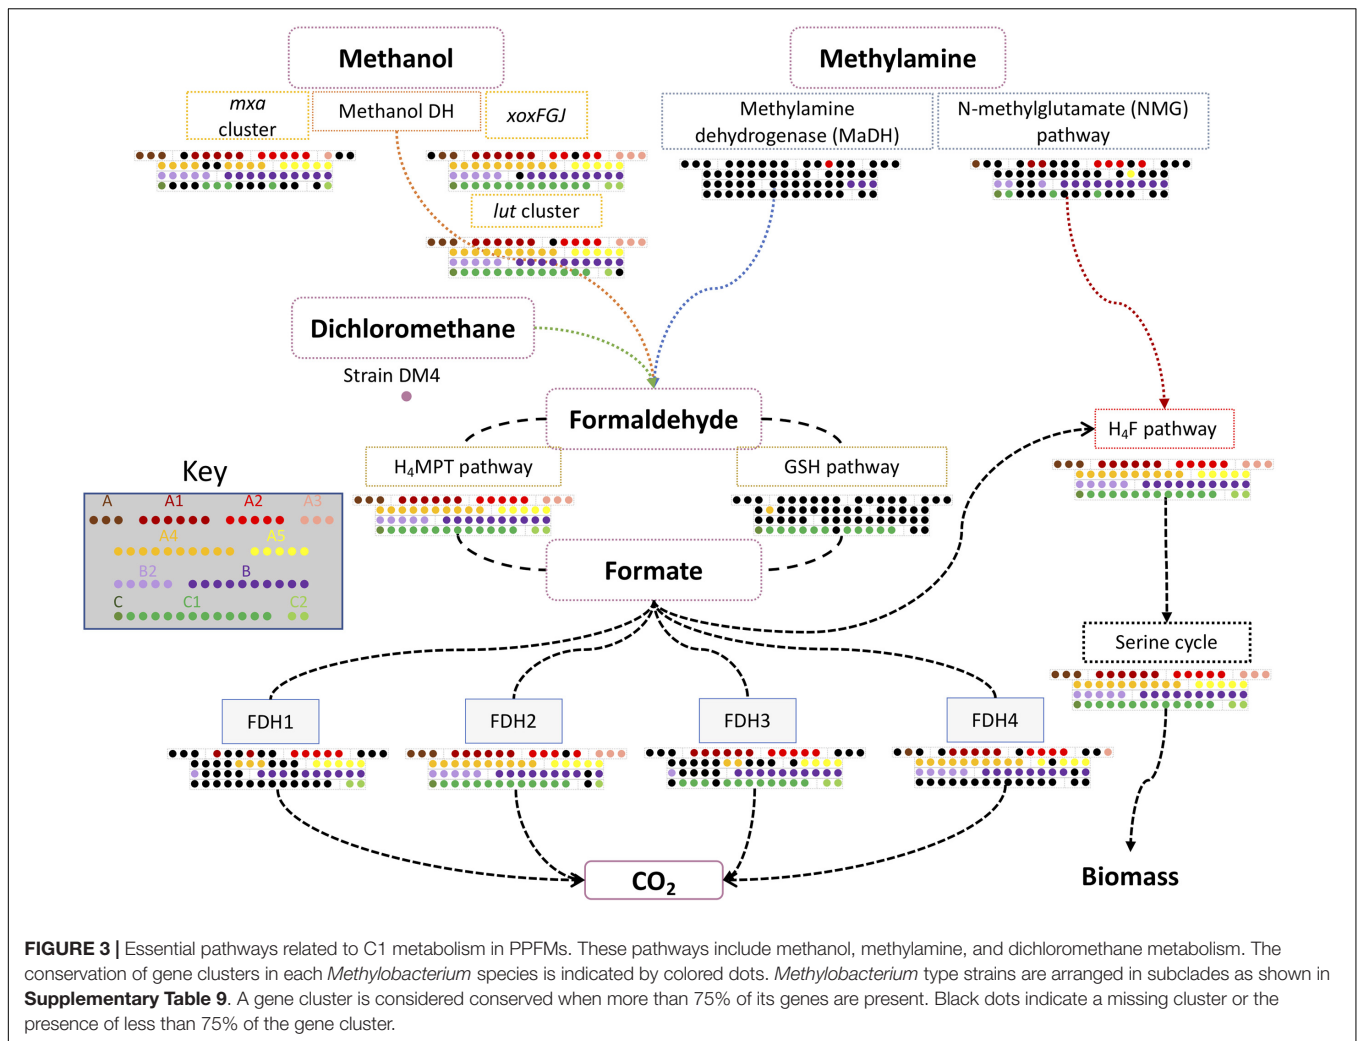 Methanol
Methylamine
mxa
cluster
Methanol DH
xoxFGJ
Methylamine
dehydrogenase (MaDH)
N-methylglutamate (NMG)
pathway
lut cluster
Dichloromethane
Strain DM4
Formaldehyde
H₄MPT pathway
GSH pathway
H₄F pathway
Key
A
A1
A2
A3
A4
A5
B2
B
C
C1
C2
Formate
Serine cycle
FDH1
FDH2
FDH3
FDH4
CO₂
Biomass
FIGURE 3 | Essential pathways related to C1 metabolism in PPFMs. These pathways include methanol, methylamine, and dichloromethane metabolism. The
conservation of gene clusters in each Methylobacterium species is indicated by colored dots. Methylobacterium type strains are arranged in subclades as shown in
Supplementary Table 9. A gene cluster is considered conserved when more than 75% of its genes are present. Black dots indicate a missing cluster or the
presence of less than 75% of the gene cluster.